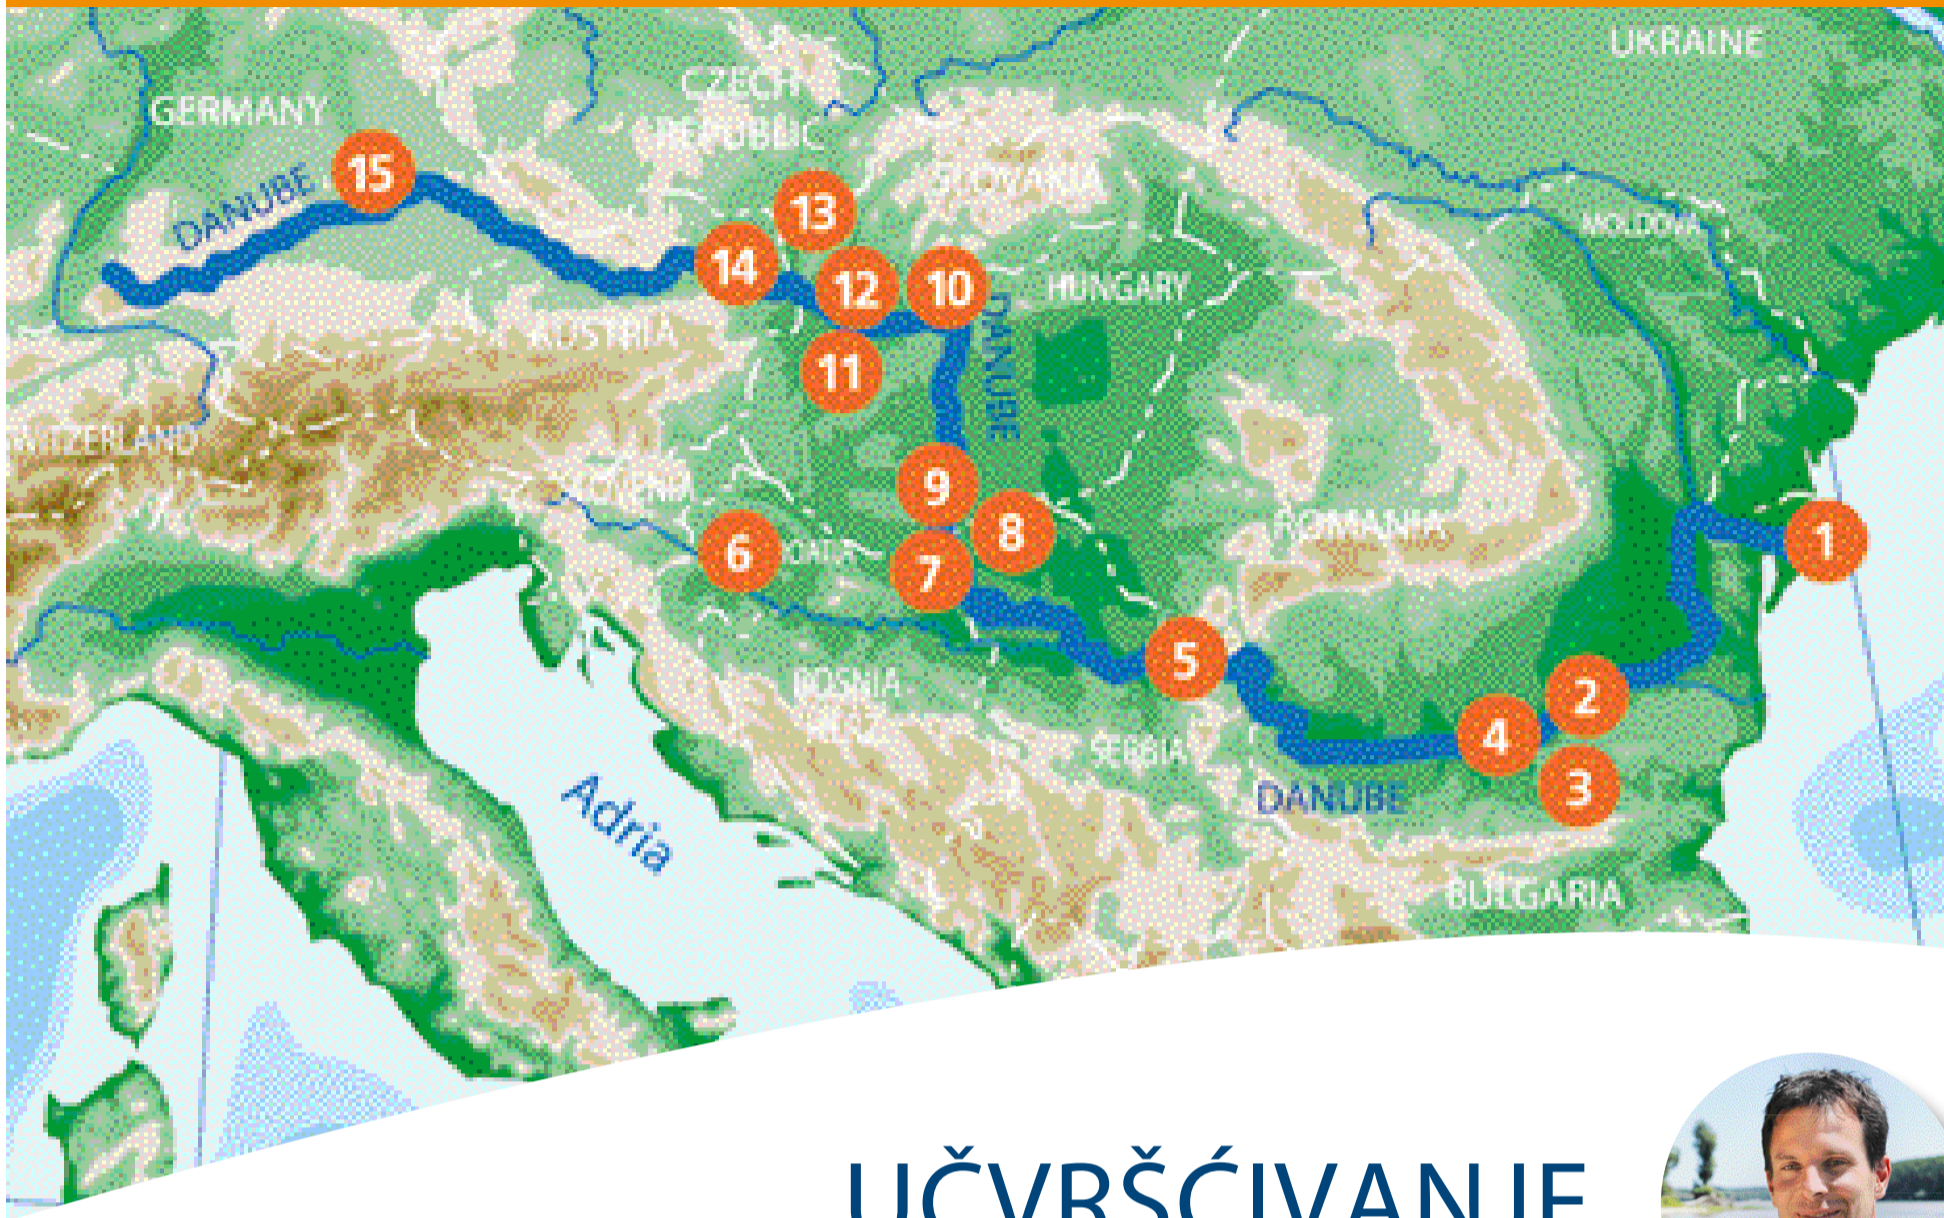 UKRAINE
CZECH
REPUBLIC
GERMANY
15
DANUBE
SLOVAKIA
13
MOLDOVA
14
12
10
HUNGARY
AUSTRIA
DANUBE
11
9
8
6
7
ROMANIA
1
5
BOSNIA
2
4
SERBIA
3
DANUBE
Adria
BULGARIA
UČVRŠĆIVANJE